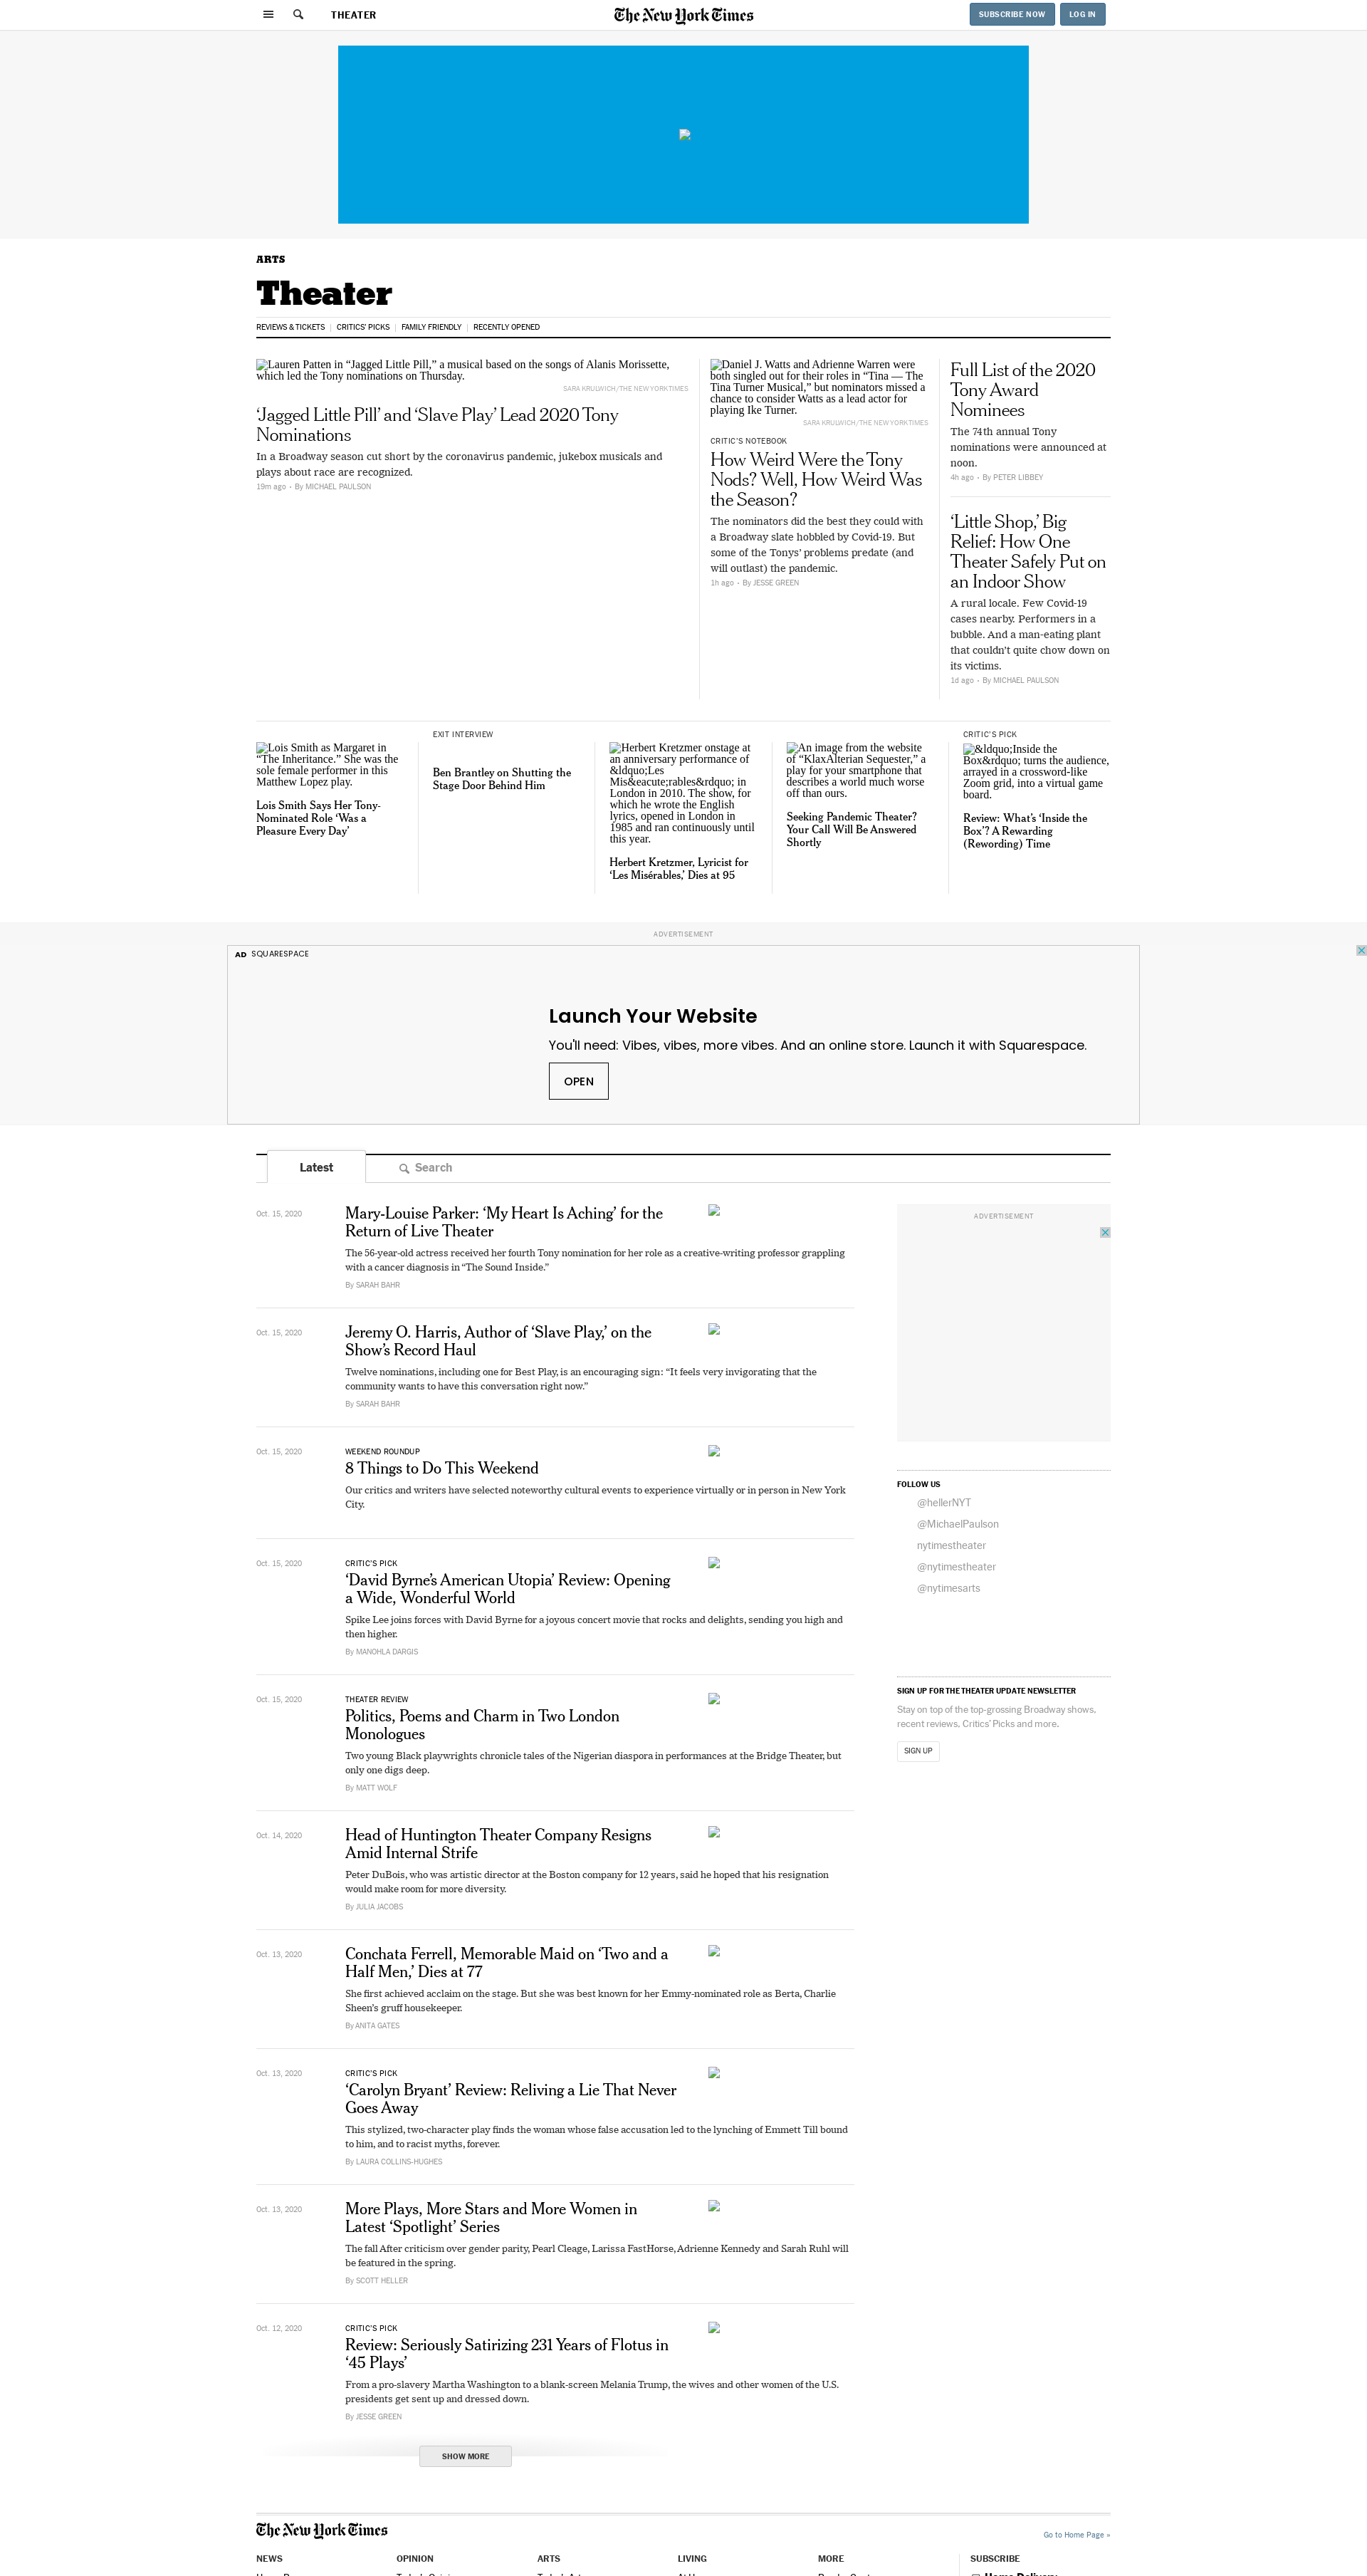 THEATER
The New York Times
SUBSCRIBE NOW
LOG IN
ARTS
Theater
REVIEWS & TICKETS | CRITICS' PICKS | FAMILY FRIENDLY | RECENTLY OPENED
Lauren Patten in “Jagged Little Pill,” a musical based on the songs of Alanis Morissette,
which led the Tony nominations on Thursday.
SARA KRULWICH/THE NEW YORK TIMES
‘Jagged Little Pill’ and ‘Slave Play’ Lead 2020 Tony
Nominations
In a Broadway season cut short by the coronavirus pandemic, jukebox musicals and
plays about race are recognized.
19m ago • By MICHAEL PAULSON
Daniel J. Watts and Adrienne Warren were
both singled out for their roles in “Tina — The
Tina Turner Musical,” but nominators missed a
chance to consider Watts as a lead actor for
playing Ike Turner.
SARA KRULWICH/THE NEW YORK TIMES
CRITIC’S NOTEBOOK
How Weird Were the Tony
Nods? Well, How Weird Was
the Season?
The nominators did the best they could with
a Broadway slate hobbled by Covid-19. But
some of the Tonys’ problems predate (and
will outlast) the pandemic.
1h ago • By JESSE GREEN
Full List of the 2020
Tony Award
Nominees
The 74th annual Tony
nominations were announced at
noon.
4h ago • By PETER LIBBEY
‘Little Shop,’ Big
Relief: How One
Theater Safely Put on
an Indoor Show
A rural locale. Few Covid-19
cases nearby. Performers in a
bubble. And a man-eating plant
that couldn’t quite chow down on
its victims.
1d ago • By MICHAEL PAULSON
Lois Smith as Margaret in
“The Inheritance.” She was the
sole female performer in this
Matthew Lopez play.
Lois Smith Says Her Tony-
Nominated Role ‘Was a
Pleasure Every Day’
EXIT INTERVIEW
Ben Brantley on Shutting the
Stage Door Behind Him
Herbert Kretzmer onstage at
an anniversary performance of
&ldquo;Les
Mis&eacute;rables&rdquo; in
London in 2010. The show, for
which he wrote the English
lyrics, opened in London in
1985 and ran continuously until
this year.
Herbert Kretzmer, Lyricist for
‘Les Misérables,’ Dies at 95
An image from the website
of “KlaxAlterian Sequester,” a
play for your smartphone that
describes a world much worse
off than ours.
Seeking Pandemic Theater?
Your Call Will Be Answered
Shortly
CRITIC’S PICK
&ldquo;Inside the
Box&rdquo; turns the audience,
arrayed in a crossword-like
Zoom grid, into a virtual game
board.
Review: What’s ‘Inside the
Box’? A Rewarding
(Rewording) Time
ADVERTISEMENT
AD SQUARESPACE
Launch Your Website
You'll need: Vibes, vibes, more vibes. And an online store. Launch it with Squarespace.
OPEN
Latest
Search
Oct. 15, 2020
Mary-Louise Parker: ‘My Heart Is Aching’ for the
Return of Live Theater
The 56-year-old actress received her fourth Tony nomination for her role as a creative-writing professor grappling
with a cancer diagnosis in “The Sound Inside.”
By SARAH BAHR
Oct. 15, 2020
Jeremy O. Harris, Author of ‘Slave Play,’ on the
Show’s Record Haul
Twelve nominations, including one for Best Play, is an encouraging sign: “It feels very invigorating that the
community wants to have this conversation right now.”
By SARAH BAHR
Oct. 15, 2020
WEEKEND ROUNDUP
8 Things to Do This Weekend
Our critics and writers have selected noteworthy cultural events to experience virtually or in person in New York
City.
Oct. 15, 2020
CRITIC’S PICK
‘David Byrne’s American Utopia’ Review: Opening
a Wide, Wonderful World
Spike Lee joins forces with David Byrne for a joyous concert movie that rocks and delights, sending you high and
then higher.
By MANOHLA DARGIS
Oct. 15, 2020
THEATER REVIEW
Politics, Poems and Charm in Two London
Monologues
Two young Black playwrights chronicle tales of the Nigerian diaspora in performances at the Bridge Theater, but
only one digs deep.
By MATT WOLF
Oct. 14, 2020
Head of Huntington Theater Company Resigns
Amid Internal Strife
Peter DuBois, who was artistic director at the Boston company for 12 years, said he hoped that his resignation
would make room for more diversity.
By JULIA JACOBS
Oct. 13, 2020
Conchata Ferrell, Memorable Maid on ‘Two and a
Half Men,’ Dies at 77
She first achieved acclaim on the stage. But she was best known for her Emmy-nominated role as Berta, Charlie
Sheen’s gruff housekeeper.
By ANITA GATES
Oct. 13, 2020
CRITIC’S PICK
‘Carolyn Bryant’ Review: Reliving a Lie That Never
Goes Away
This stylized, two-character play finds the woman whose false accusation led to the lynching of Emmett Till bound
to him, and to racist myths, forever.
By LAURA COLLINS-HUGHES
Oct. 13, 2020
More Plays, More Stars and More Women in
Latest ‘Spotlight’ Series
The fall After criticism over gender parity, Pearl Cleage, Larissa FastHorse, Adrienne Kennedy and Sarah Ruhl will
be featured in the spring.
By SCOTT HELLER
Oct. 12, 2020
CRITIC’S PICK
Review: Seriously Satirizing 231 Years of Flotus in
‘45 Plays’
From a pro-slavery Martha Washington to a blank-screen Melania Trump, the wives and other women of the U.S.
presidents get sent up and dressed down.
By JESSE GREEN
SHOW MORE
ADVERTISEMENT
FOLLOW US
@hellerNYT
@MichaelPaulson
nytimestheater
@nytimestheater
@nytimesarts
SIGN UP FOR THE THEATER UPDATE NEWSLETTER
Stay on top of the top-grossing Broadway shows,
recent reviews, Critics’ Picks and more.
SIGN UP
The New York Times
Go to Home Page »
NEWS
OPINION
ARTS
LIVING
MORE
SUBSCRIBE